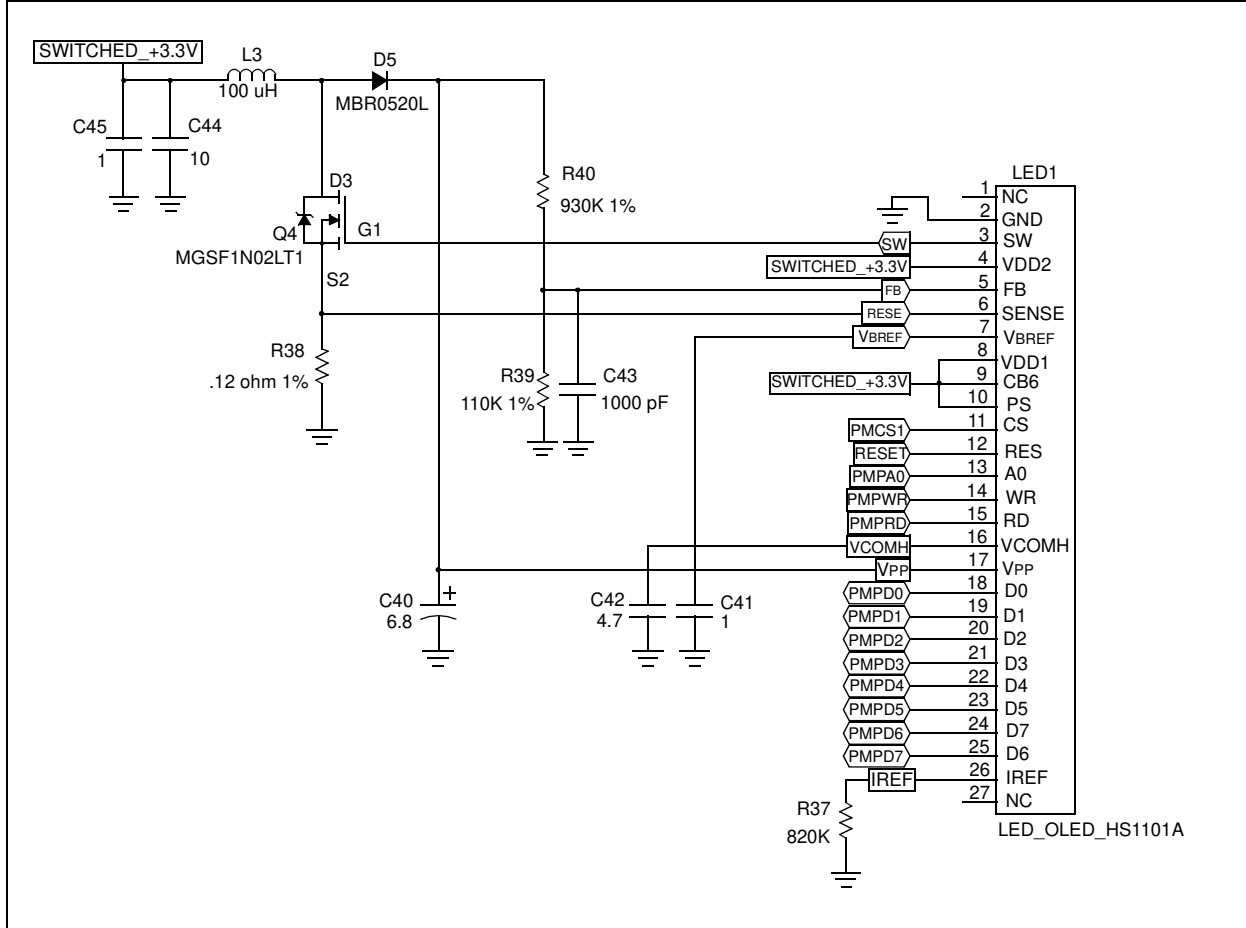 SWITCHED_+3.3V
L3
100 uH
D5
MBR0520L
C45
1
C44
10
D3
Q4
G1
MGSF1N02LT1
S2
R38
.12 ohm 1%
R40
930K 1%
R39
110K 1%
C43
1000 pF
C40
+
6.8
C42
4.7
C41
1
LED1
1 NC
2 GND
SW 3 SW
SWITCHED_+3.3V 4 VDD2
FB 5 FB
RESE 6 SENSE
VBREF 7 VBREF
8 VDD1
SWITCHED_+3.3V 9 CB6
10 PS
PMCS1 11 CS
RESET 12 RES
PMPA0 13 A0
PMPWR 14 WR
PMPRD 15 RD
VCOMH 16 VCOMH
VPP 17 VPP
PMPD0 18 D0
PMPD1 19 D1
PMPD2 20 D2
PMPD3 21 D3
PMPD4 22 D4
PMPD5 23 D5
PMPD6 24 D7
PMPD7 25 D6
IREF 26 IREF
27 NC
R37
820K
LED_OLED_HS1101A